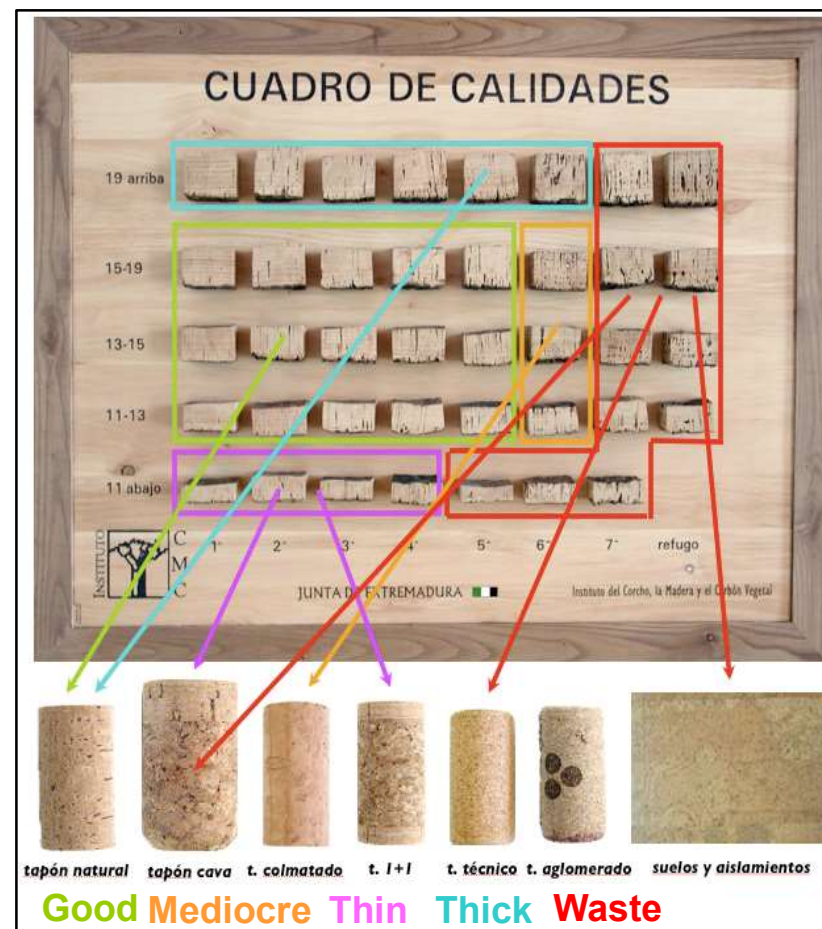 CUADRO DE CALIDADES
19 arriba
15-19
13-15
11-13
11 abajo
1ª 2ª 3ª 4ª 5ª 6ª 7ª refugo
INSTITUTO
C
M
C
JUNTA DE EXTREMADURA
Instituto del Corcho, la Madera y el Carbón Vegetal
tapón natural tapón cava t. colmatado t. 1+1 t. técnico t. aglomerado suelos y aislamientos
Good Mediocre Thin Thick Waste